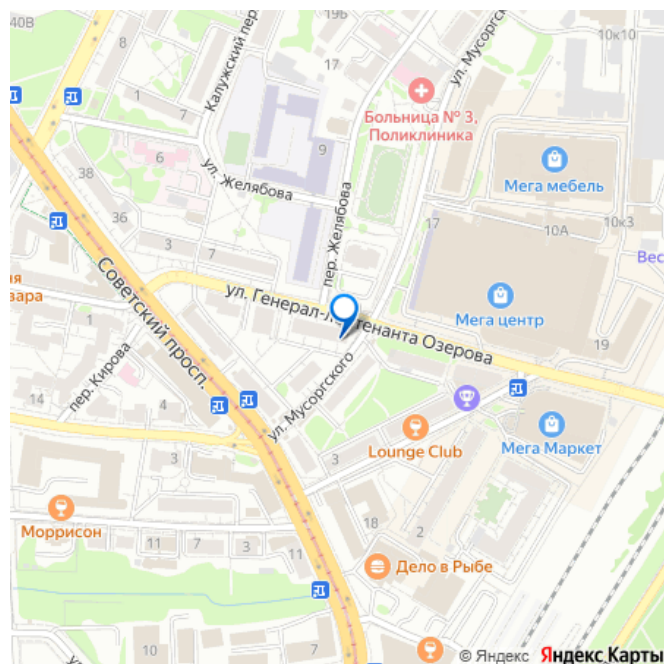 40В
19Б
10к10
8
Калужский пер.
17
ул. Мусоргского
1
7
Больница № 3,
Поликлиника
9
6
ул. Желябова
Мега мебель
38
36
пер. Желябова
17
10А
10к3
3
7
Вес
ня
вара
Советский просп.
ул. Генерал-лейтенанта Озерова
Мега центр
19
пер. Кирова
14
1
ул. Мусоргского
Lounge Club
Мега Маркет
3
3
Моррисон
18
2
11
7
3
11
Дело в Рыбе
10
7
© Яндекс Яндекс Карты